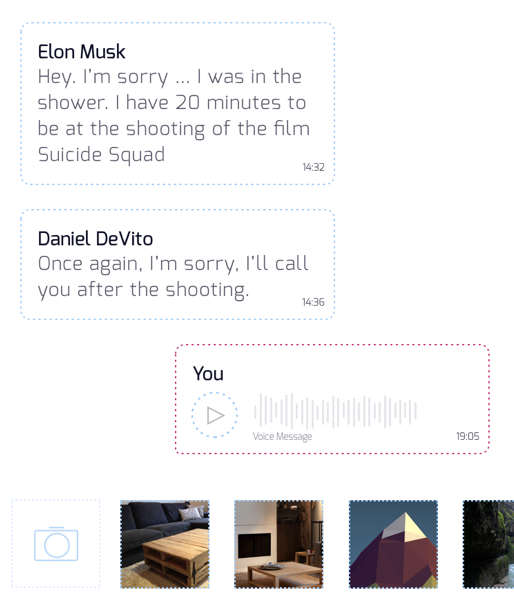 Elon Musk
Hey. I'm sorry ... I was in the
shower. I have 20 minutes to
be at the shooting of the film
Suicide Squad
14:32
Daniel DeVito
Once again, I'm sorry, I'll call
you after the shooting.
14:36
You
Voice Message
19:05